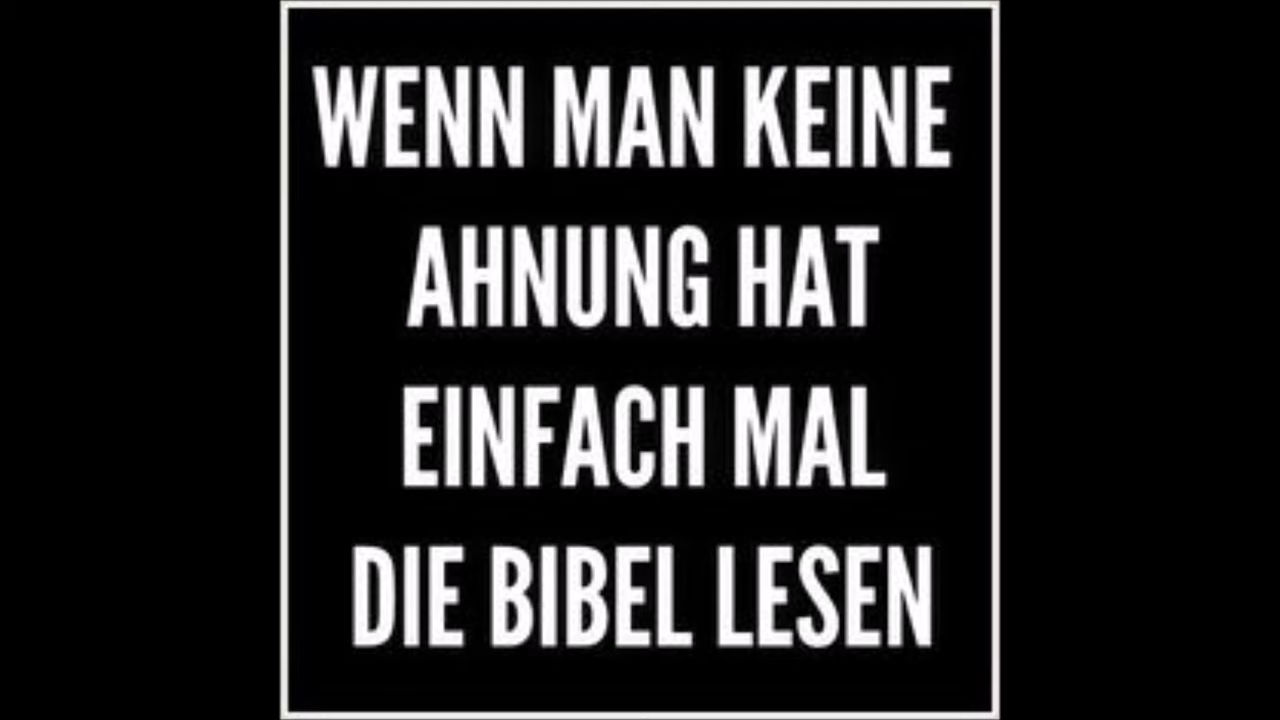 WENN MAN KEINE
AHNUNG HAT
EINFACH MAL
DIE BIBEL LESEN